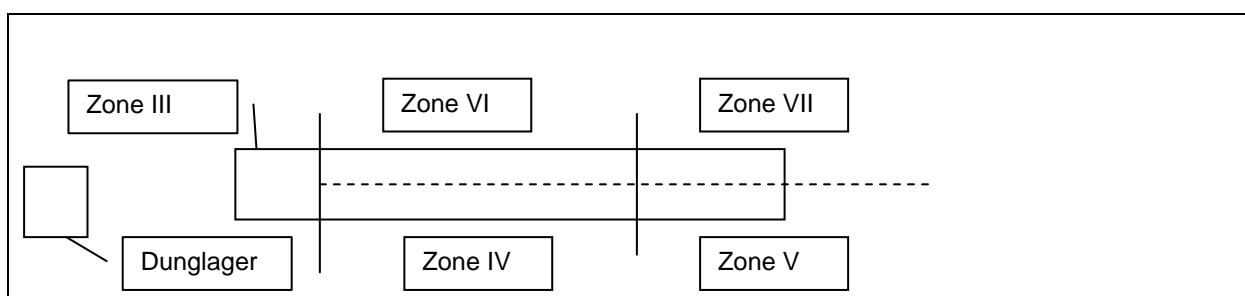 Zone III
Zone VI
Zone VII
Dunglager
Zone IV
Zone V